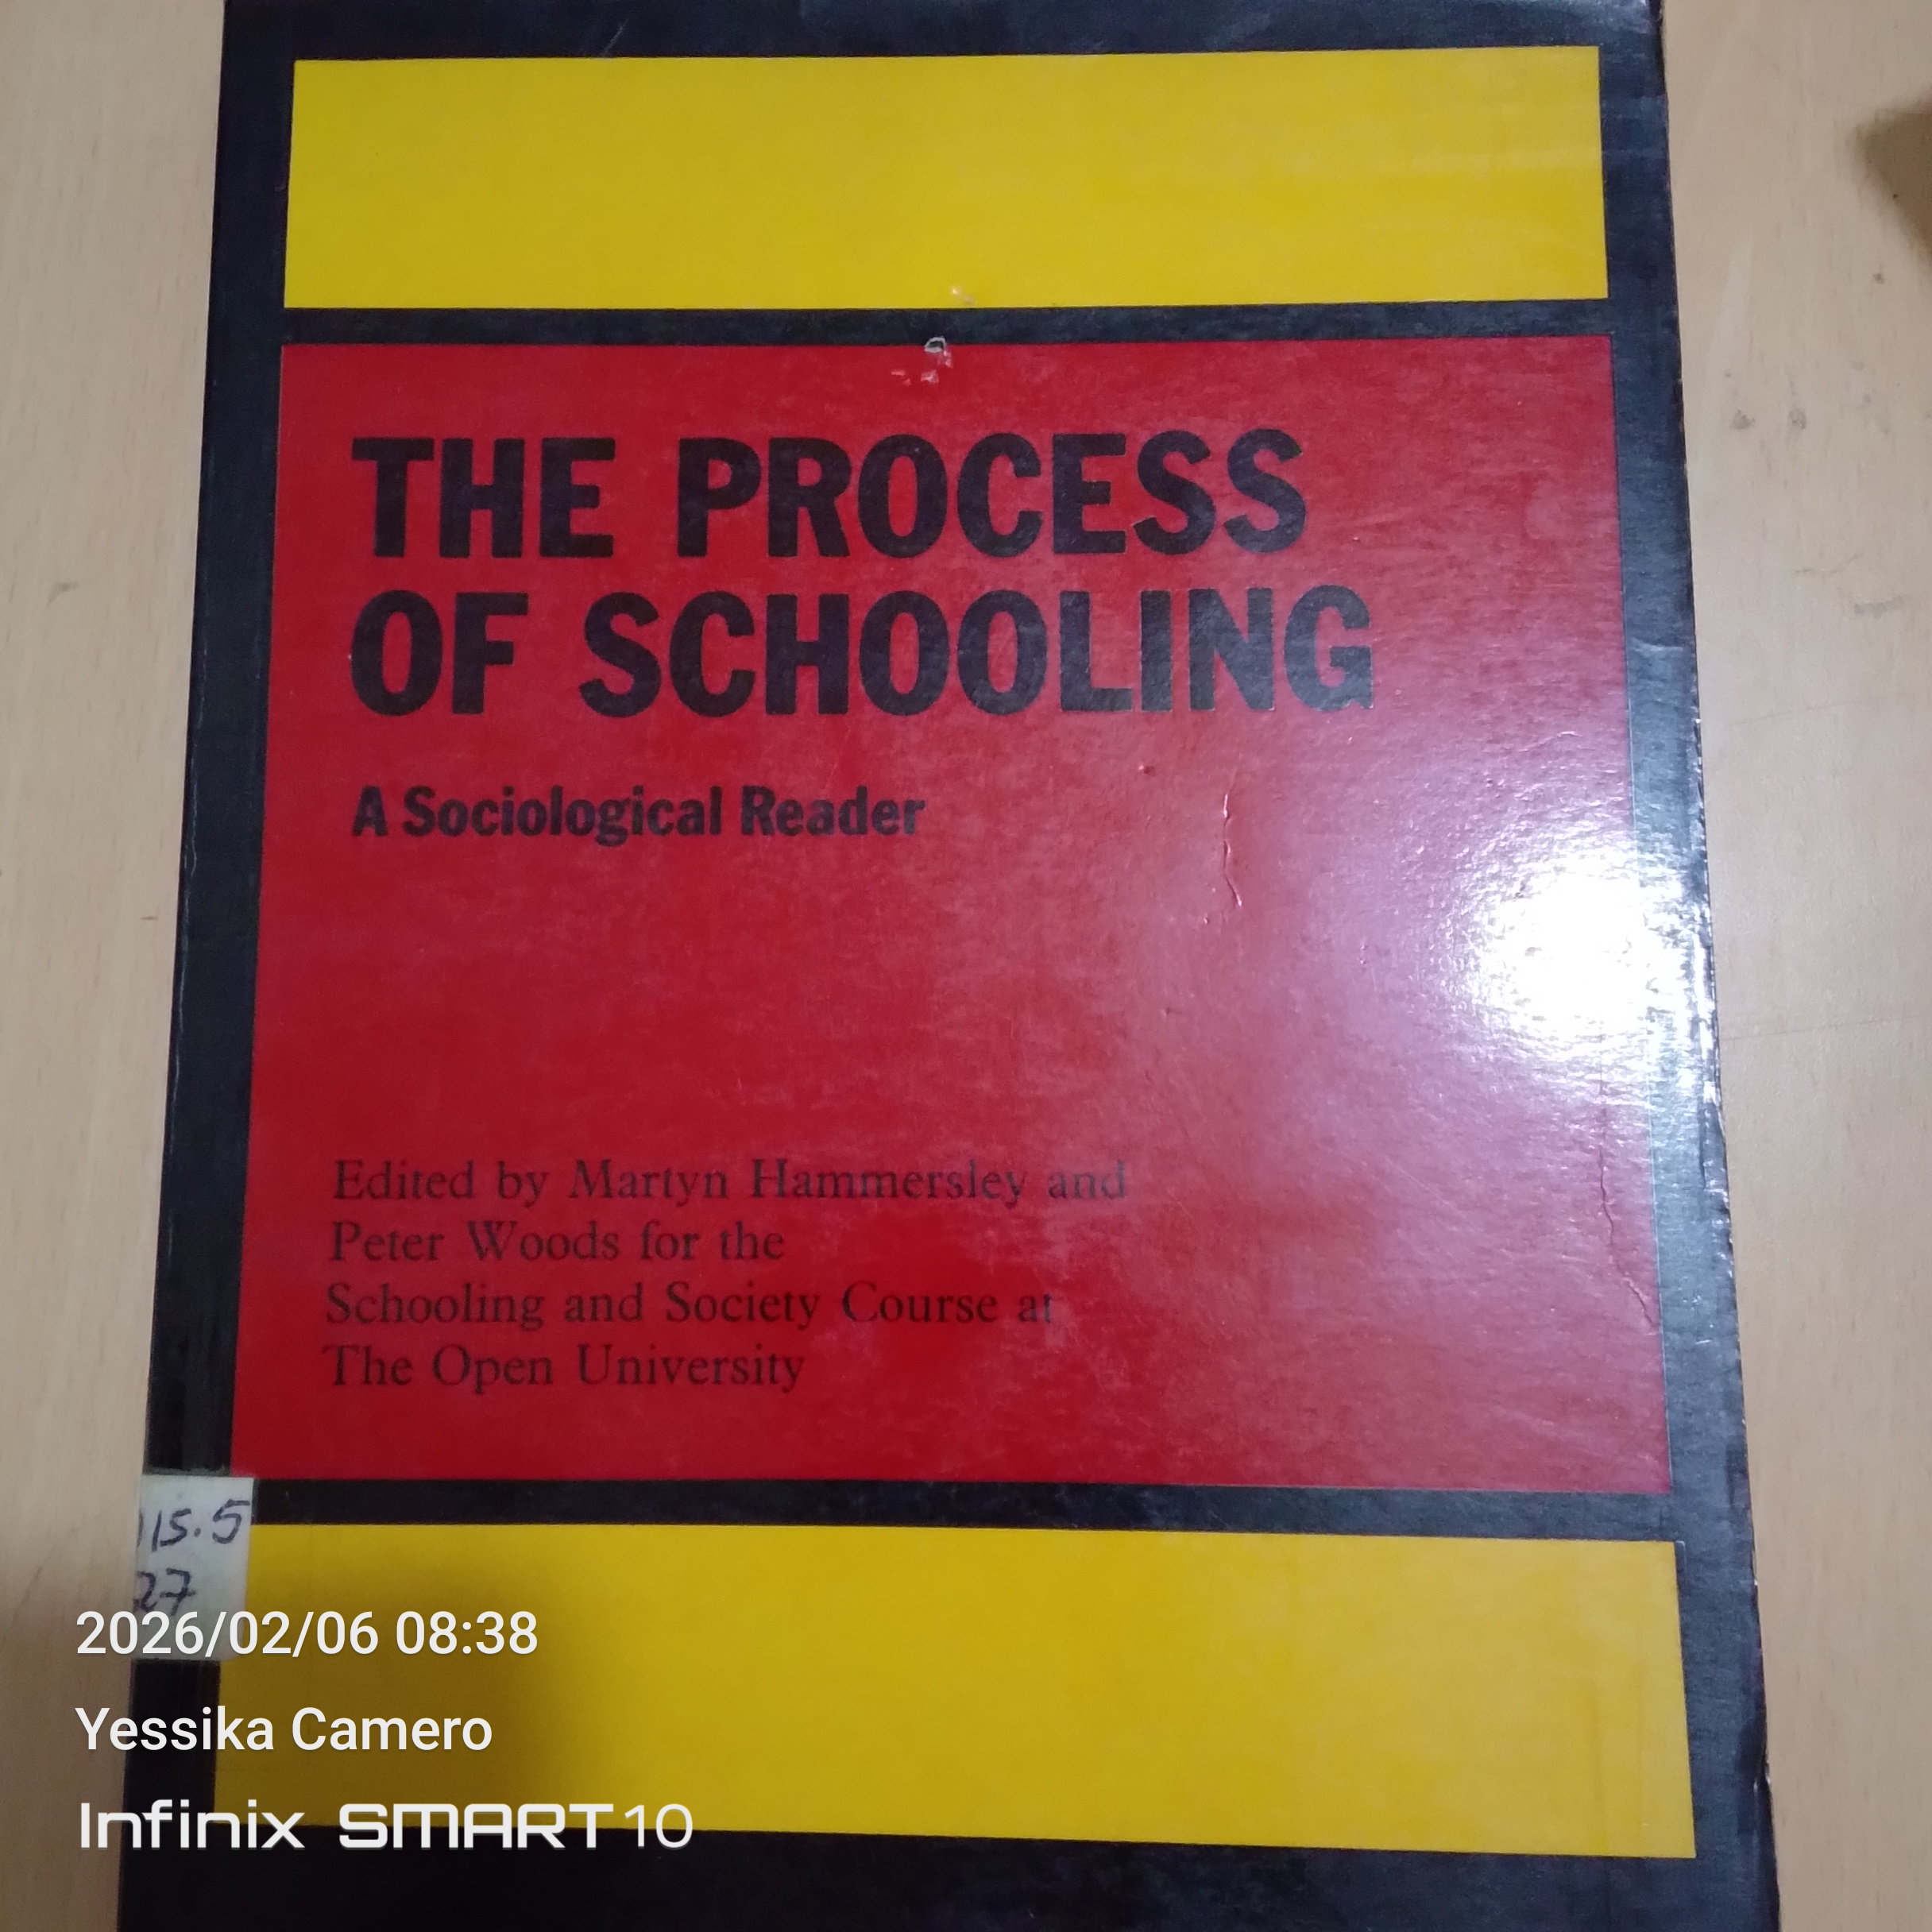 THE PROCESS
OF SCHOOLING
A Sociological Reader
Edited by Martyn Hammersley and
Peter Woods for the
Schooling and Society Course at
The Open University
15.5
27
2026/02/06 08:38
Yessika Camero
Infinix SMART 10